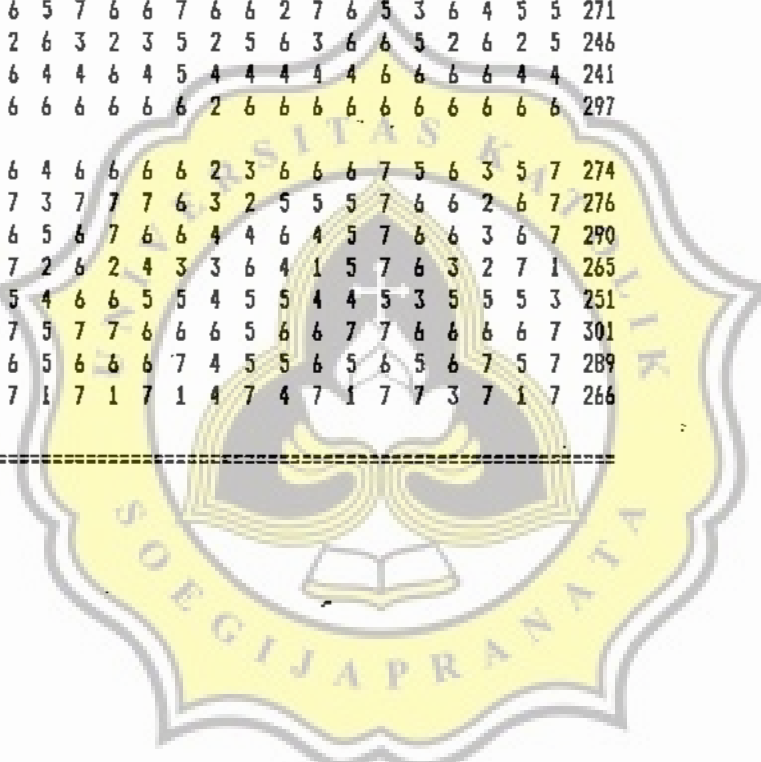 6 5 7 6 6 7 6 6 2 7 6 5 3 6 4 5 5 271
2 6 3 2 3 5 2 5 6 3 6 6 5 2 6 2 5 246
6 4 4 6 4 5 4 4 4 4 4 6 6 6 6 4 4 241
6 6 6 6 6 6 2 6 6 6 6 6 6 6 6 6 6 297
6 4 6 6 6 6 2 3 6 6 6 7 5 6 3 5 7 274
7 3 7 7 7 6 3 2 5 5 5 7 6 6 2 6 7 276
6 5 6 7 6 6 4 4 6 4 5 7 6 6 3 6 7 290
7 2 6 2 4 3 3 6 4 1 5 7 6 3 2 7 1 265
5 4 6 6 5 5 4 5 5 4 4 5 3 5 5 5 3 251
7 5 7 7 6 6 6 5 6 6 7 7 6 6 6 6 7 301
6 5 6 6 6 7 4 5 5 6 5 6 5 6 7 5 7 289
7 1 7 1 7 1 4 7 4 7 1 7 7 3 7 1 7 266
UNIVERSITAS KATOLIK
SOEGIJAPRANATA